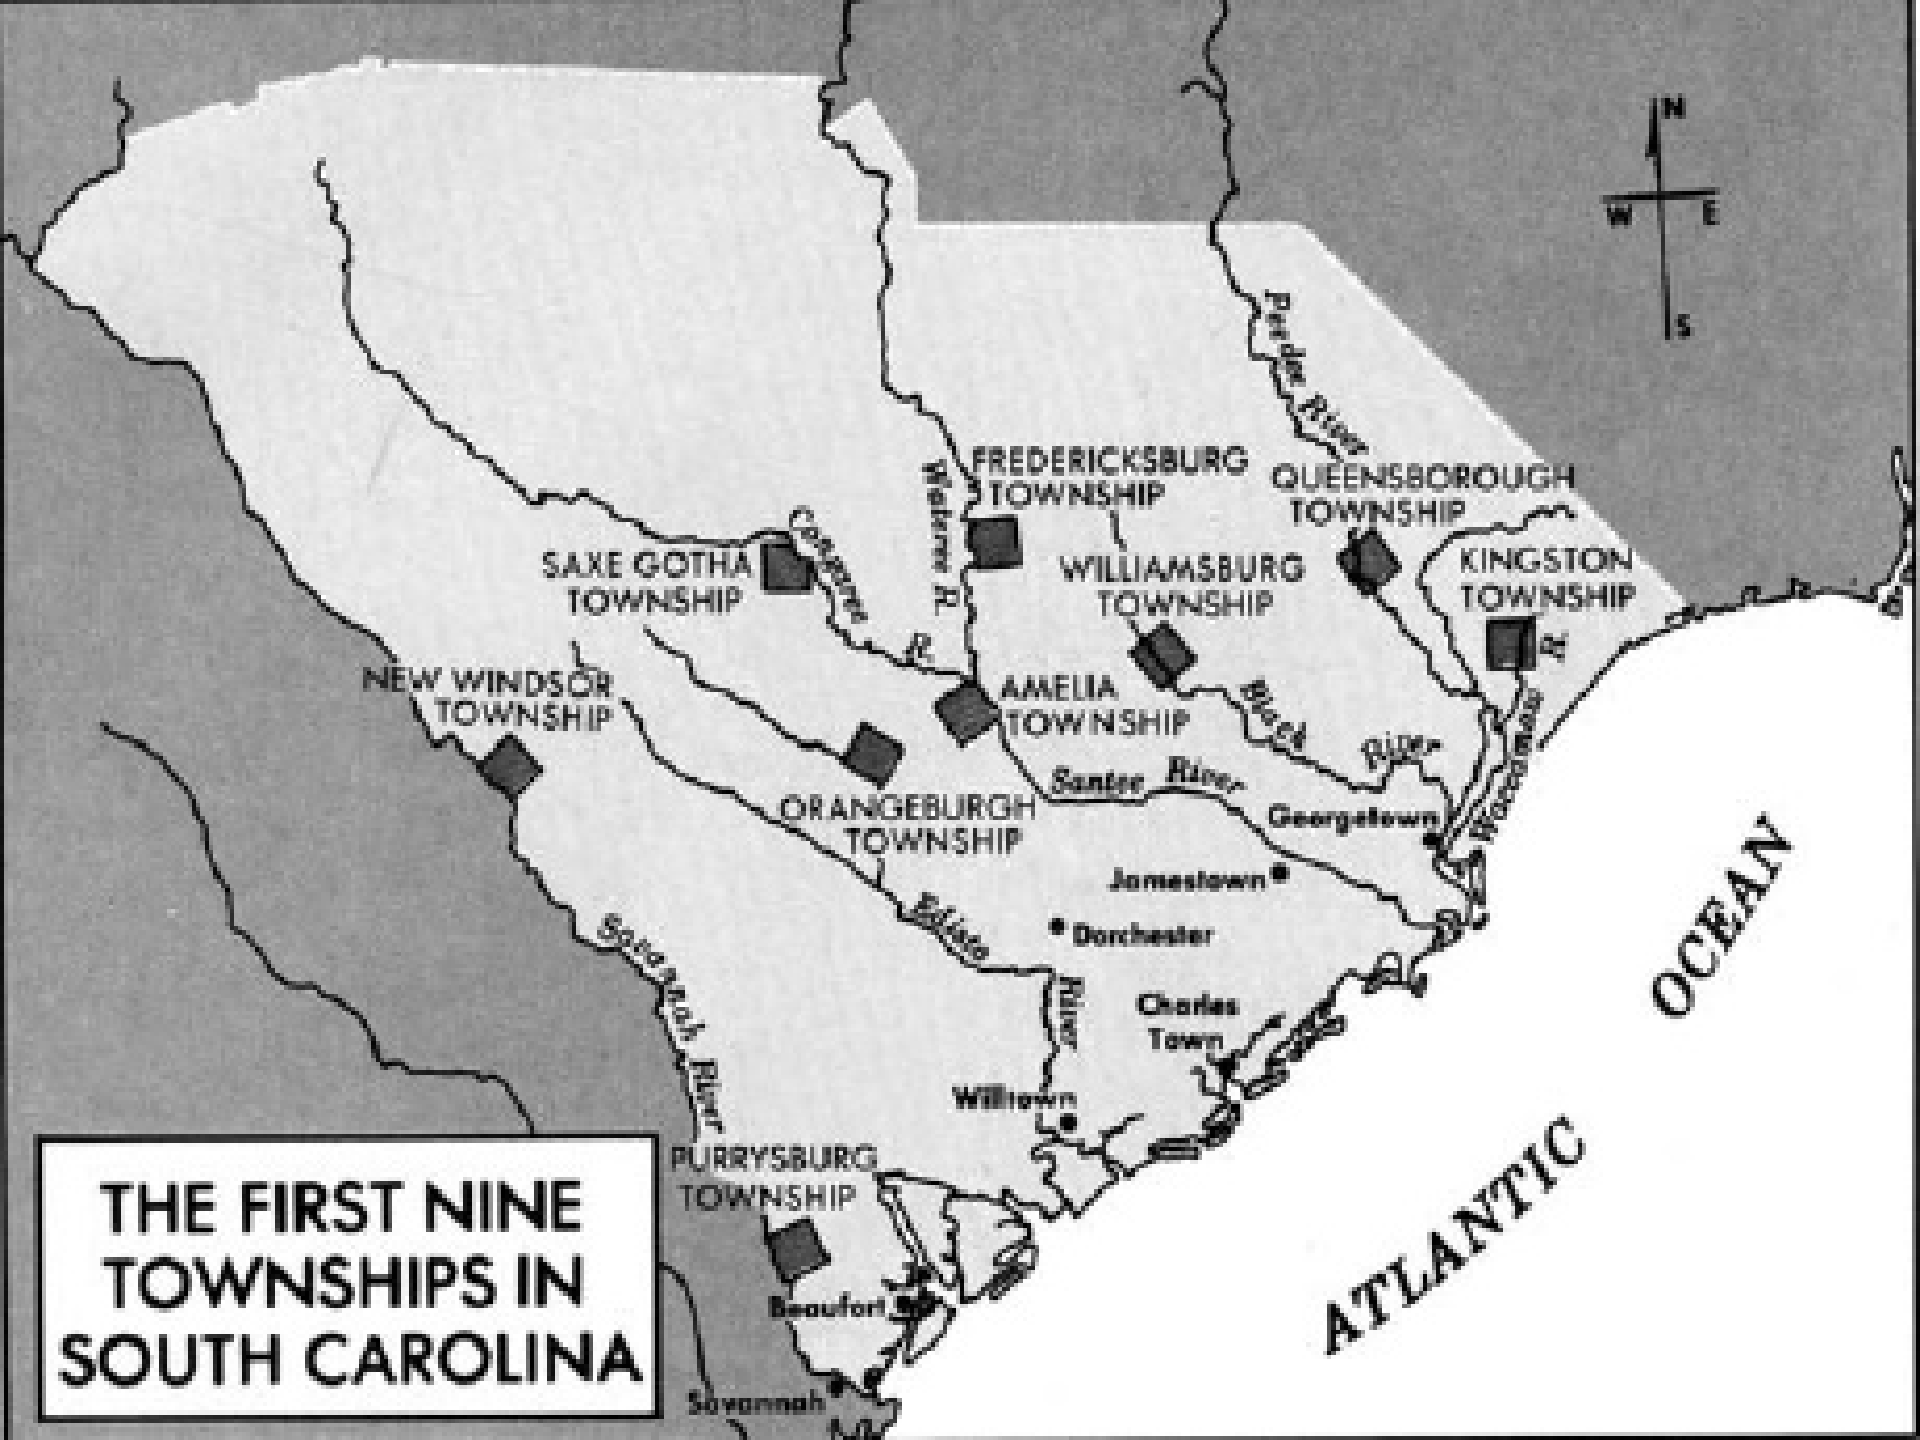 N
W E
S
Peedee River
FREDERICKSBURG
TOWNSHIP
QUEENSBOROUGH
TOWNSHIP
Wateree R.
Congaree
R.
SAXE GOTHA
TOWNSHIP
WILLIAMSBURG
TOWNSHIP
KINGSTON
TOWNSHIP
R.
Waccamaw
NEW WINDSOR
TOWNSHIP
AMELIA
TOWNSHIP
Black River
Santee River
ORANGEBURGH
TOWNSHIP
Georgetown
Jamestown
Edisto
River
Dorchester
Savannah River
Charles
Town
Willtown
PURRYSBURG
TOWNSHIP
Beaufort
Savannah
ATLANTIC OCEAN
THE FIRST NINE
TOWNSHIPS IN
SOUTH CAROLINA